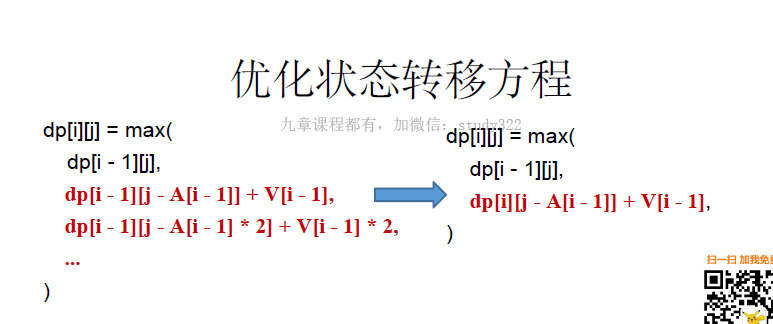 优化状态转移方程
九章课程都有，加微信：study322
dp[i][j] = max(
dp[i - 1][j],
dp[i - 1][j - A[i - 1]] + V[i - 1],
dp[i - 1][j - A[i - 1] * 2] + V[i - 1] * 2,
...
)
dp[i][j] = max(
dp[i - 1][j],
dp[i][j - A[i - 1]] + V[i - 1],
)
扫一扫 加我免费